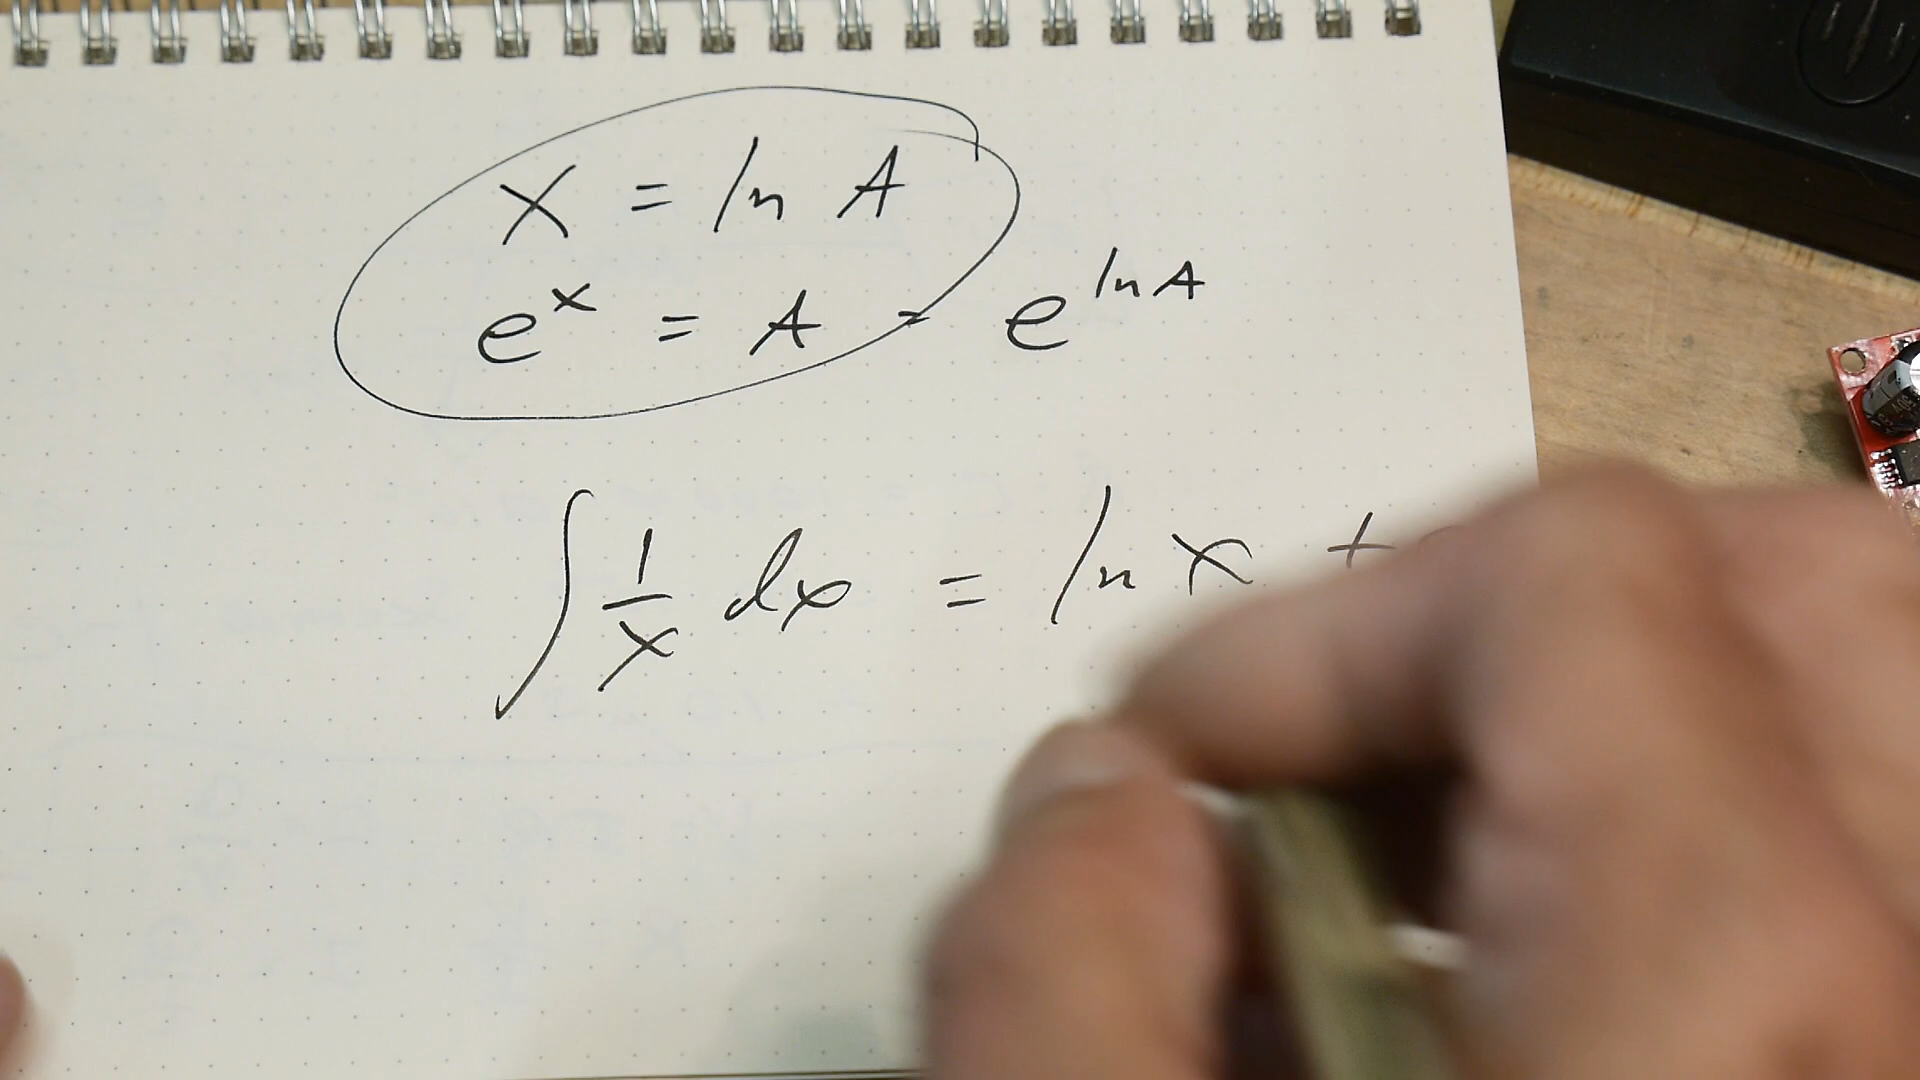 x = ln A
e^x = A = e^{ln A}
∫ 1/x dx = ln x +